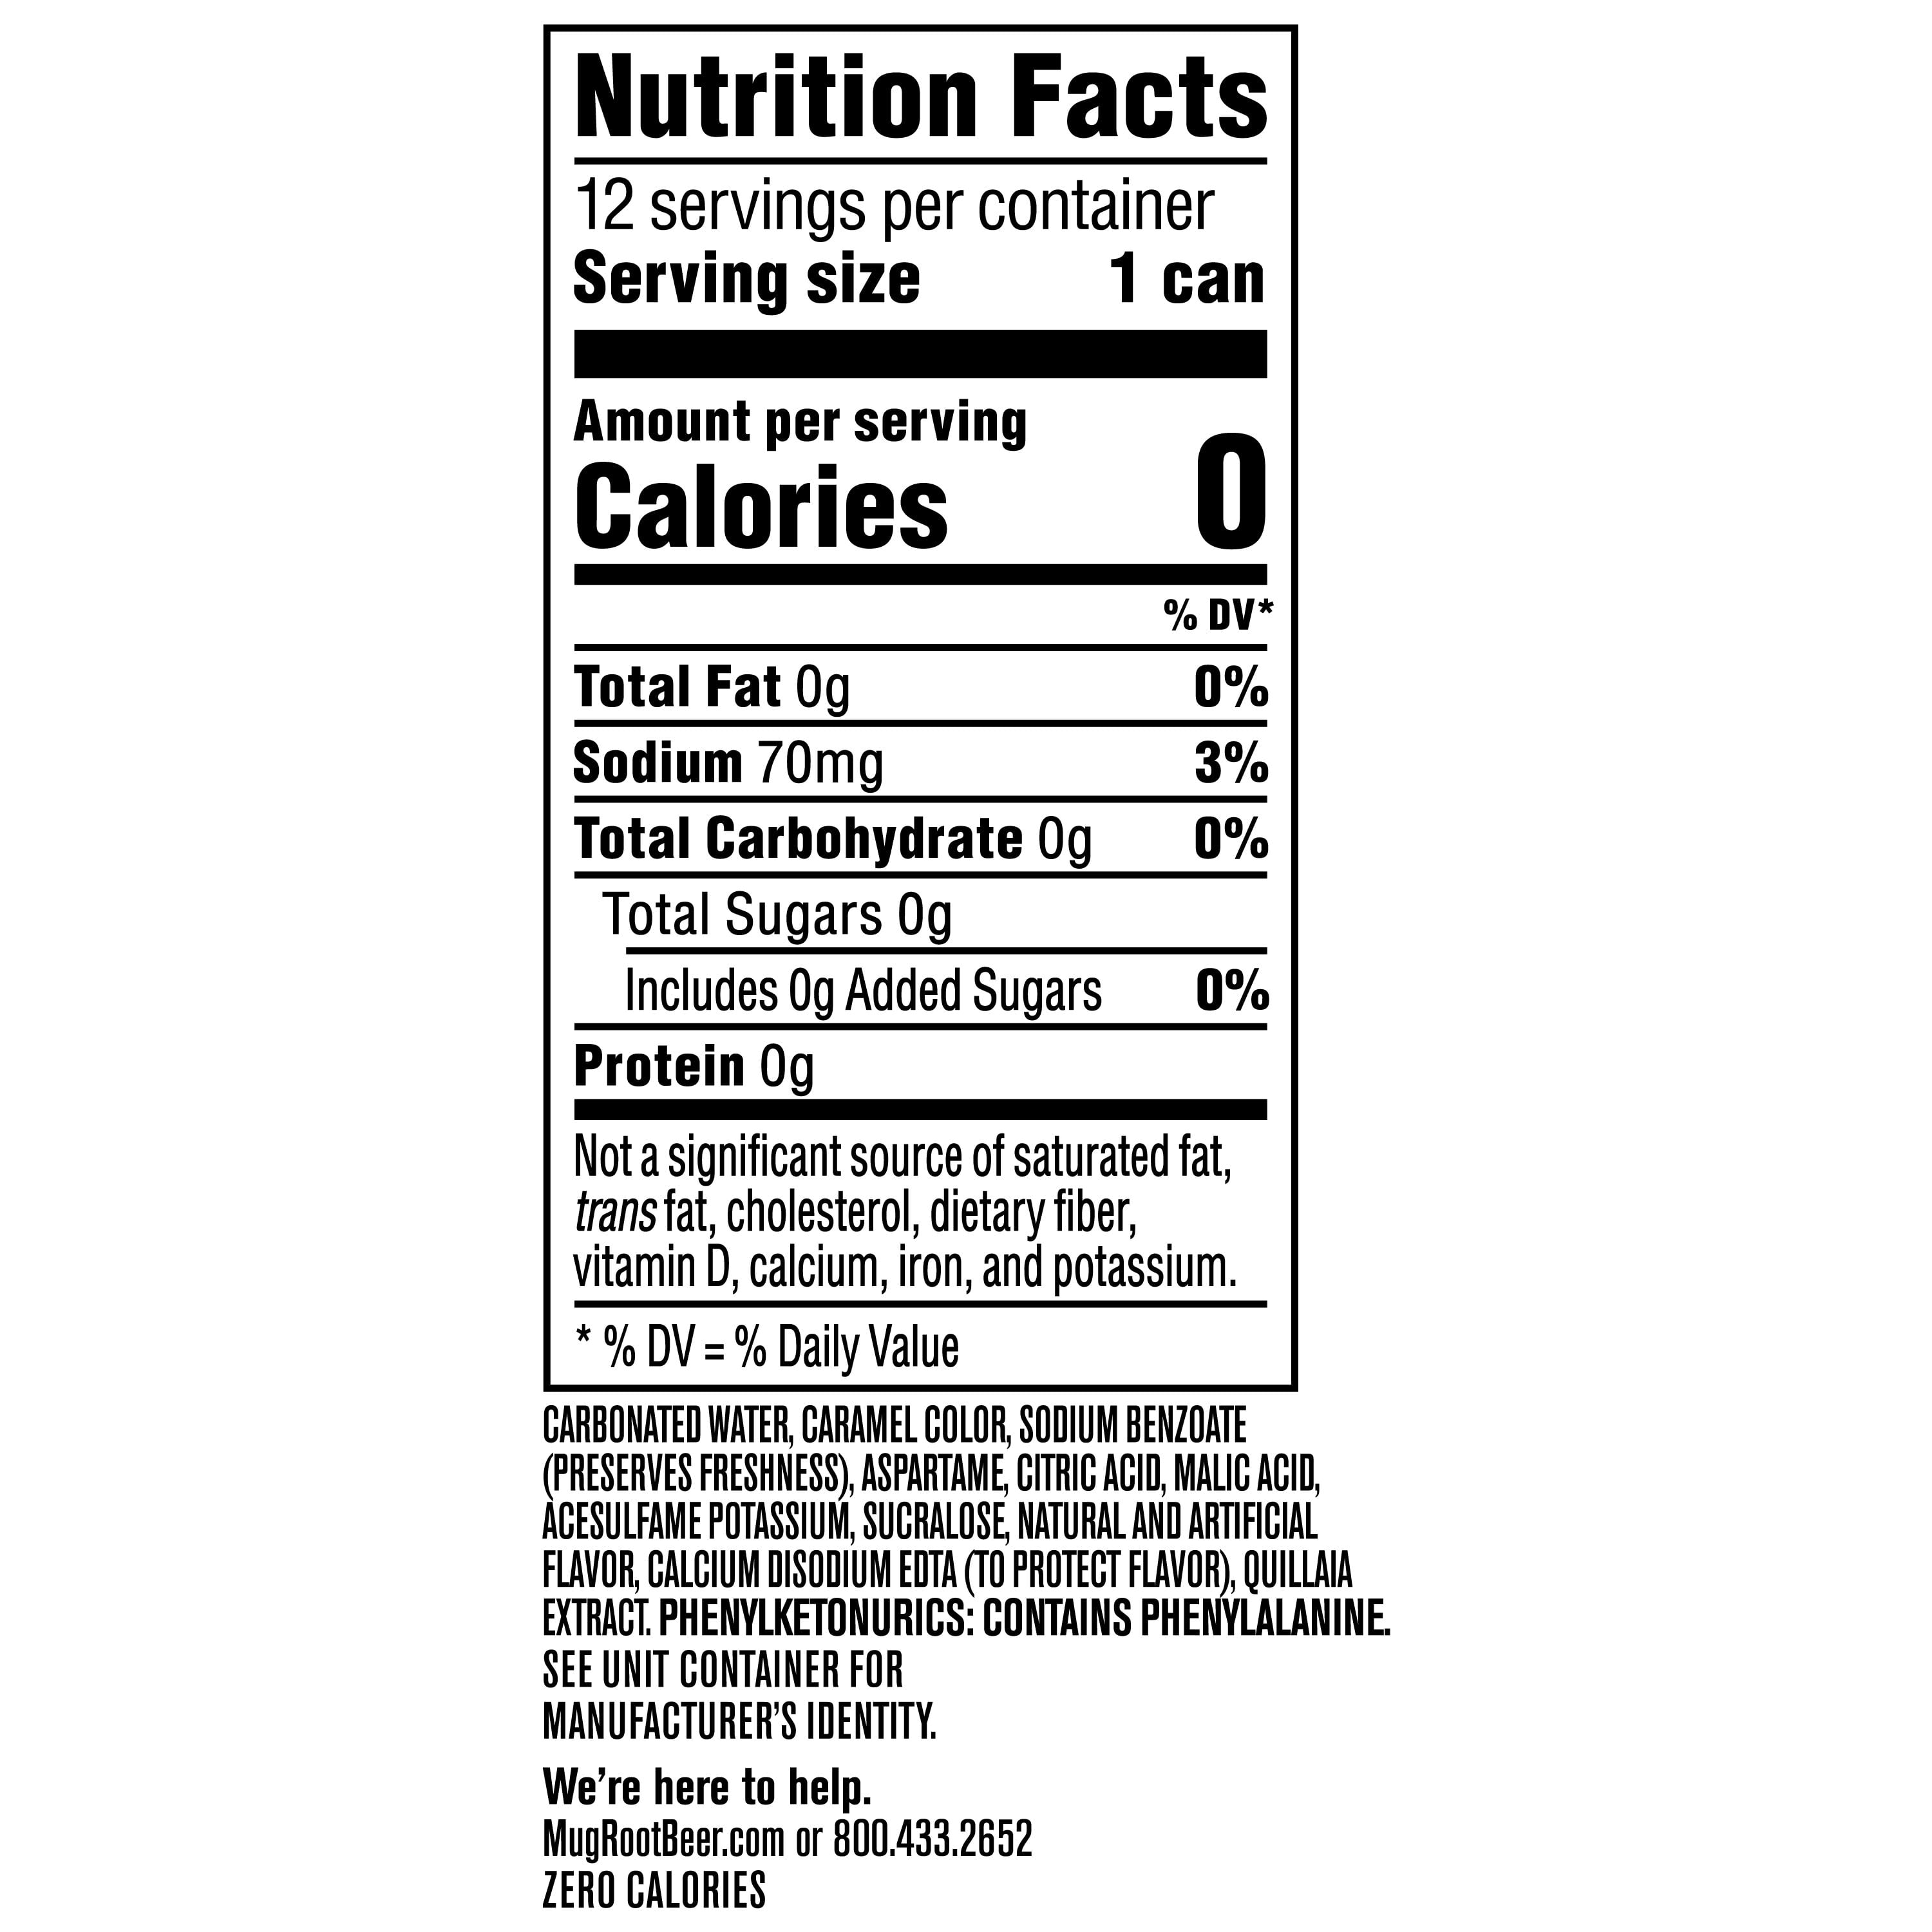 Nutrition Facts
12 servings per container
Serving size 1 can
Amount per serving
Calories 0
% DV*
Total Fat 0g 0%
Sodium 70mg 3%
Total Carbohydrate 0g 0%
Total Sugars 0g
Includes 0g Added Sugars 0%
Protein 0g
Not a significant source of saturated fat,
trans fat, cholesterol, dietary fiber,
vitamin D, calcium, iron, and potassium.
* % DV = % Daily Value
CARBONATED WATER, CARAMEL COLOR, SODIUM BENZOATE
(PRESERVES FRESHNESS), ASPARTAME, CITRIC ACID, MALIC ACID,
ACESULFAME POTASSIUM, SUCRALOSE, NATURAL AND ARTIFICIAL
FLAVOR, CALCIUM DISODIUM EDTA (TO PROTECT FLAVOR), QUILLAIA
EXTRACT. PHENYLKETONURICS: CONTAINS PHENYLALANINE.
SEE UNIT CONTAINER FOR
MANUFACTURER'S IDENTITY.
We're here to help.
MugRootBeer.com or 800.433.2652
ZERO CALORIES